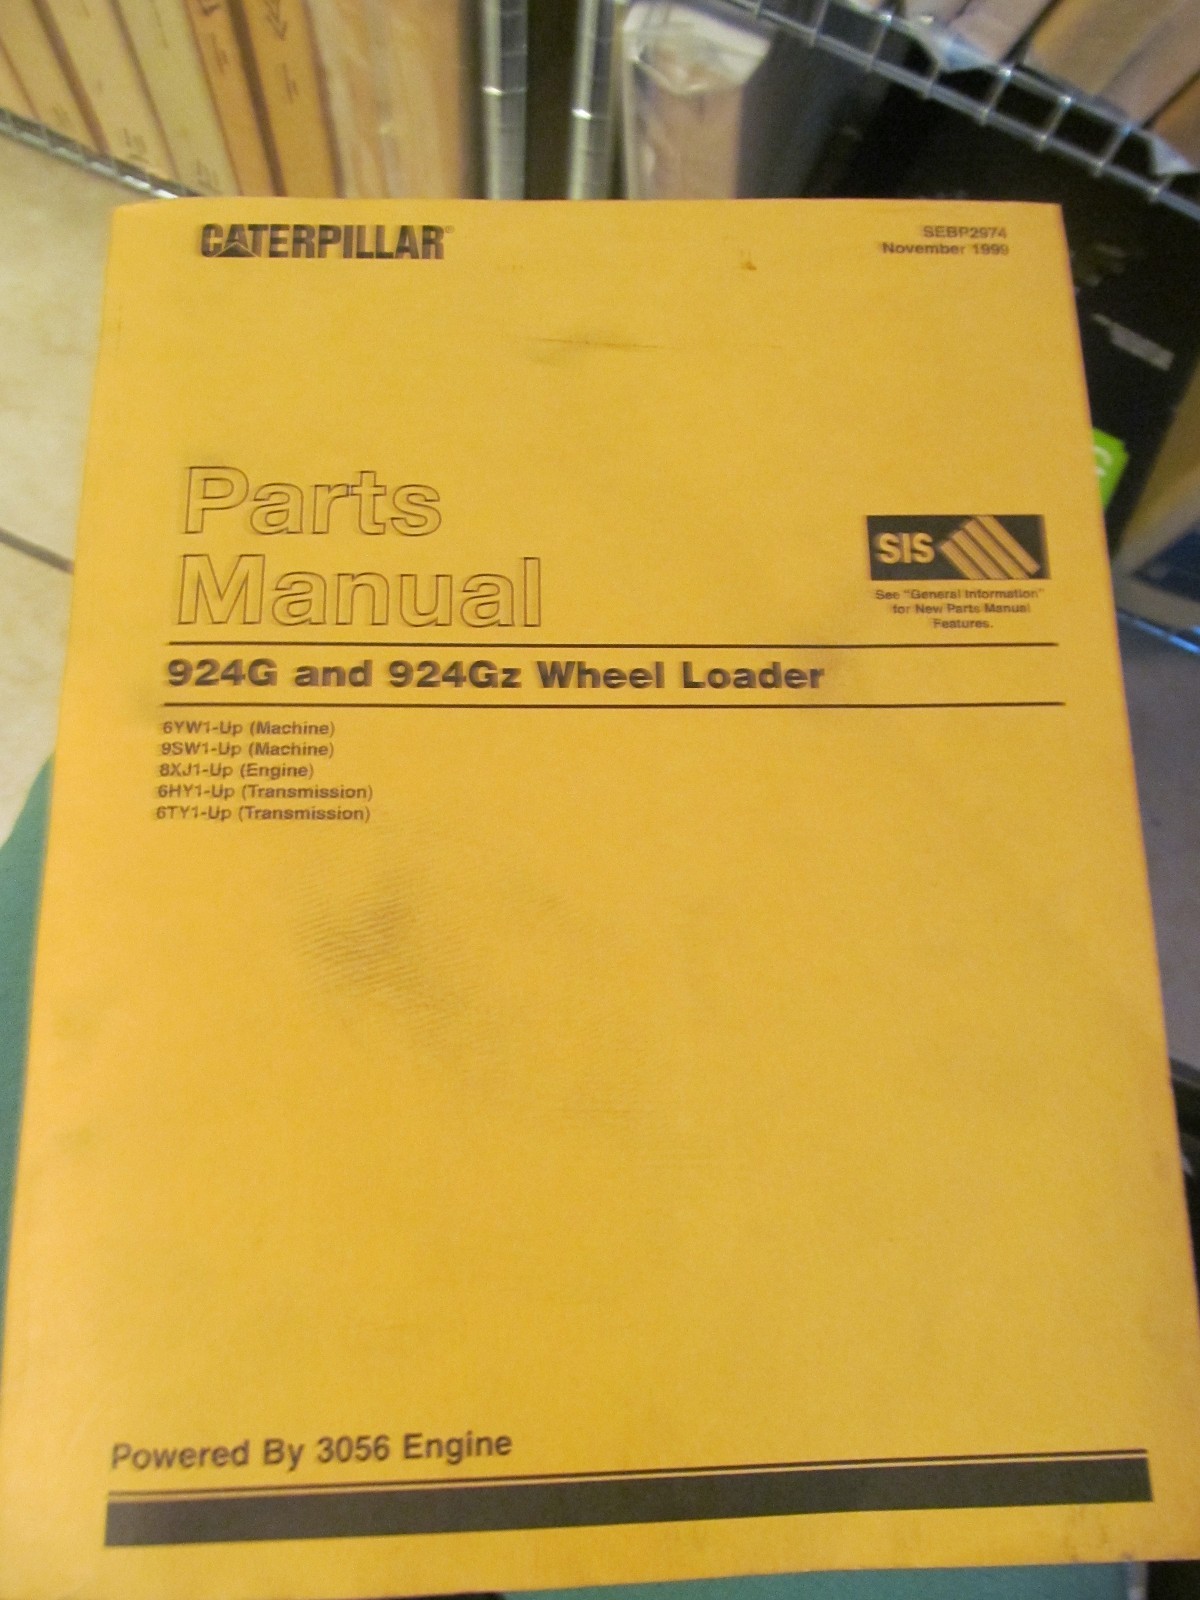 CATERPILLAR®
SEBP2974
November 1999
Parts
Manual
SIS
See "General Information"
for New Parts Manual
Features.
924G and 924Gz Wheel Loader
6YW1-Up (Machine)
9SW1-Up (Machine)
8XJ1-Up (Engine)
6HY1-Up (Transmission)
6TY1-Up (Transmission)
Powered By 3056 Engine